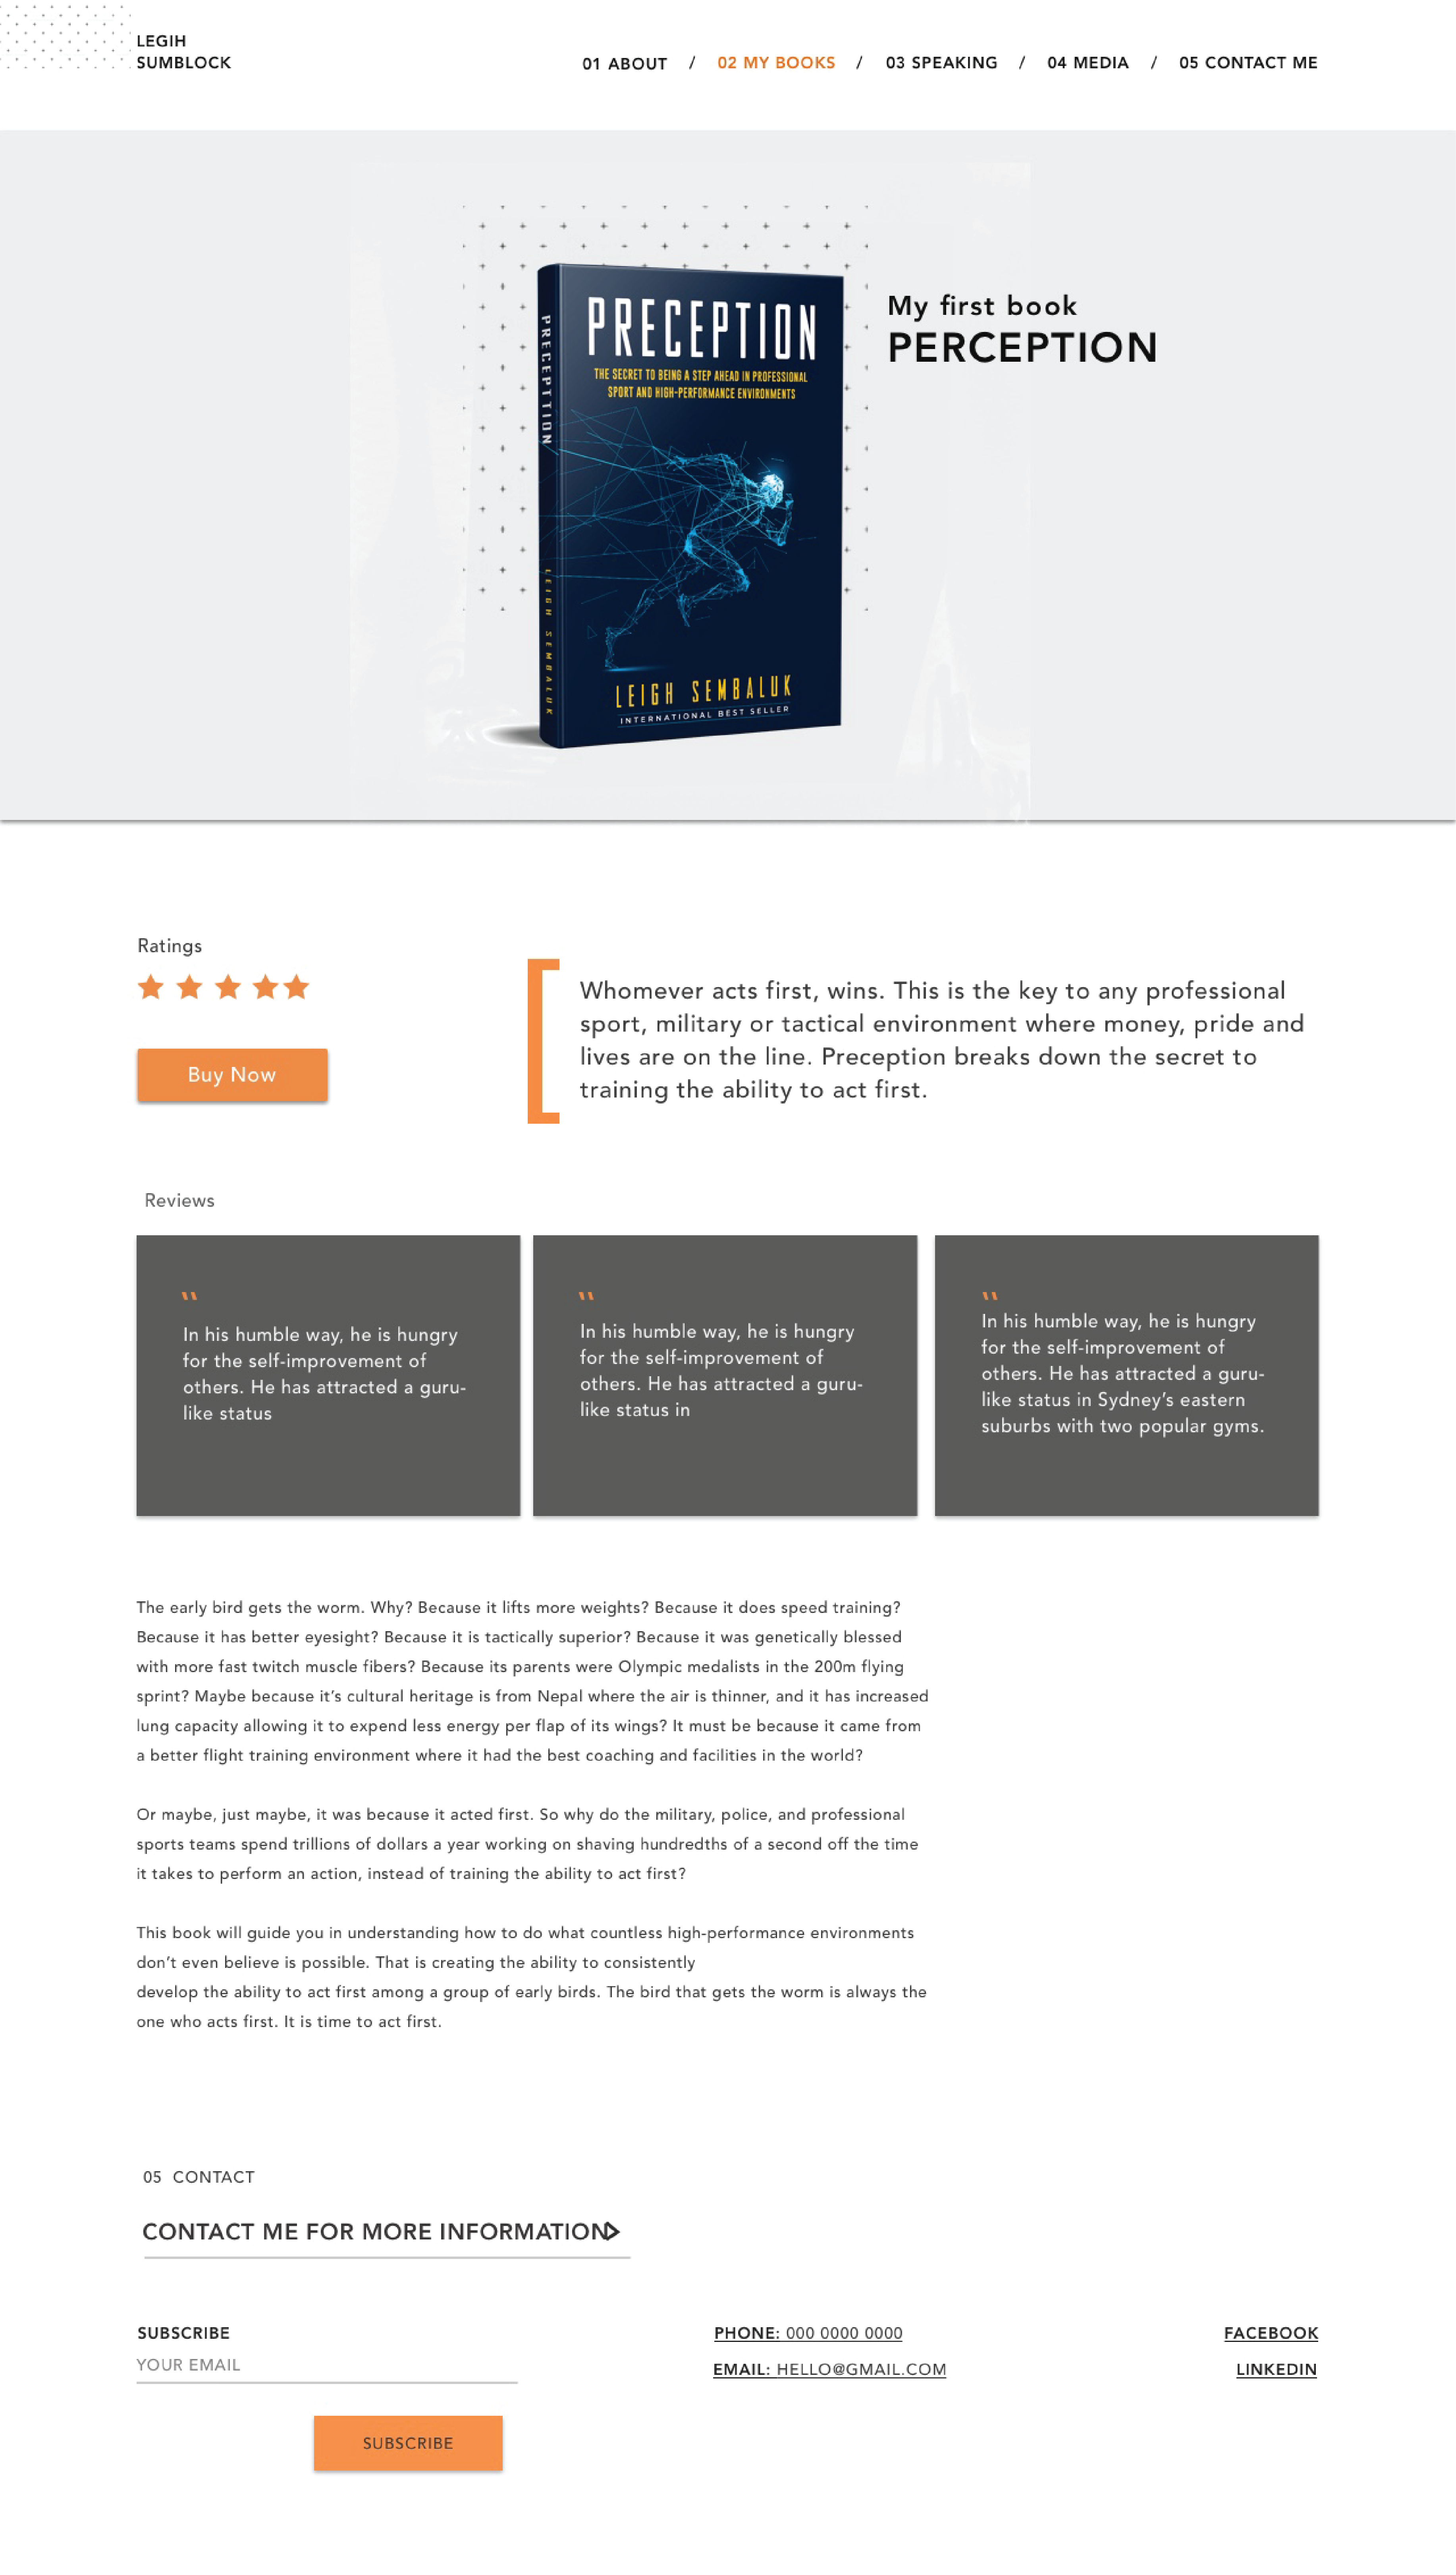 LEGIH
SUMBLOCK
01 ABOUT / 02 MY BOOKS / 03 SPEAKING / 04 MEDIA / 05 CONTACT ME
PRECEPTION
THE SECRET TO BEING A STEP AHEAD IN PROFESSIONAL
SPORT AND HIGH-PERFORMANCE ENVIRONMENTS
LEIGH SEMBALUK
INTERNATIONAL BEST SELLER
PRECEPTTION
LEIGH SEMBALUK
My first book
PERCEPTION
Ratings
Buy Now
Whomever acts first, wins. This is the key to any professional
sport, military or tactical environment where money, pride and
lives are on the line. Preception breaks down the secret to
training the ability to act first.
Reviews
"
In his humble way, he is hungry
for the self-improvement of
others. He has attracted a guru-
like status
"
In his humble way, he is hungry
for the self-improvement of
others. He has attracted a guru-
like status in
"
In his humble way, he is hungry
for the self-improvement of
others. He has attracted a guru-
like status in Sydney’s eastern
suburbs with two popular gyms.
The early bird gets the worm. Why? Because it lifts more weights? Because it does speed training?
Because it has better eyesight? Because it is tactically superior? Because it was genetically blessed
with more fast twitch muscle fibers? Because its parents were Olympic medalists in the 200m flying
sprint? Maybe because it’s cultural heritage is from Nepal where the air is thinner, and it has increased
lung capacity allowing it to expend less energy per flap of its wings? It must be because it came from
a better flight training environment where it had the best coaching and facilities in the world?
Or maybe, just maybe, it was because it acted first. So why do the military, police, and professional
sports teams spend trillions of dollars a year working on shaving hundredths of a second off the time
it takes to perform an action, instead of training the ability to act first?
This book will guide you in understanding how to do what countless high-performance environments
don’t even believe is possible. That is creating the ability to consistently
develop the ability to act first among a group of early birds. The bird that gets the worm is always the
one who acts first. It is time to act first.
05 CONTACT
CONTACT ME FOR MORE INFORMATION
SUBSCRIBE
YOUR EMAIL
SUBSCRIBE
PHONE: 000 0000 0000
EMAIL: HELLO@GMAIL.COM
FACEBOOK
LINKEDIN